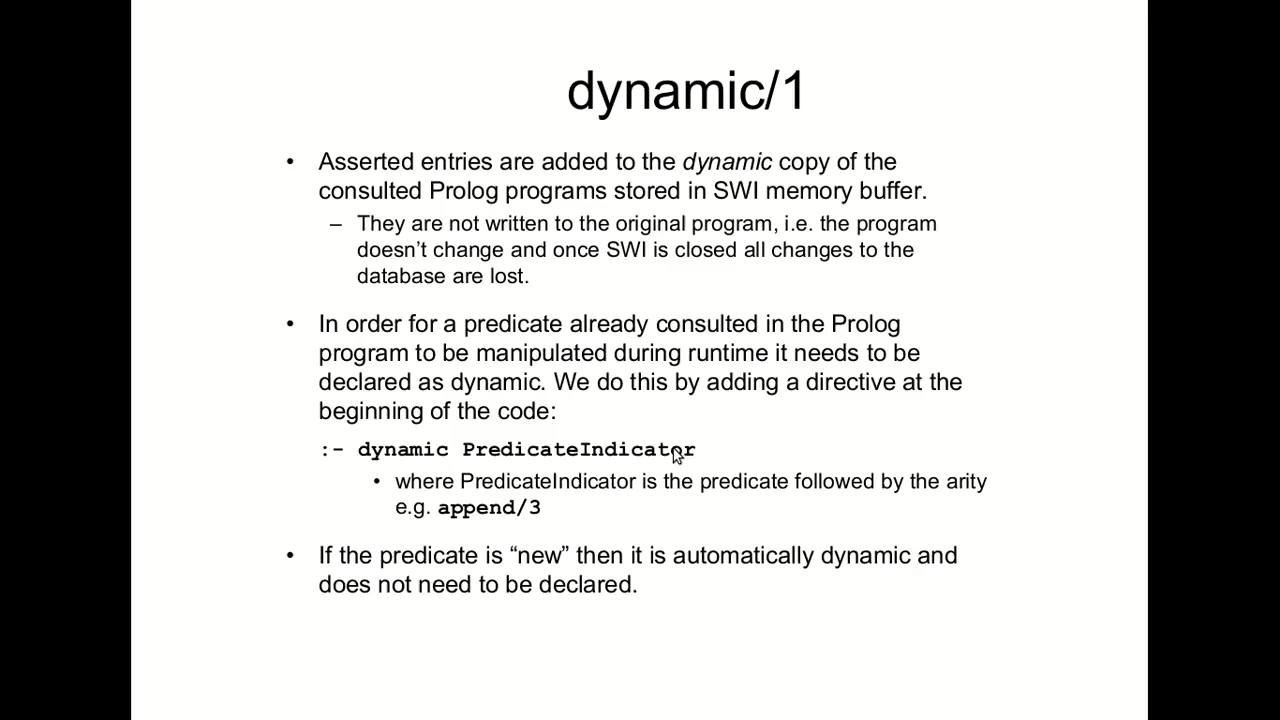 dynamic/1
• Asserted entries are added to the dynamic copy of the
consulted Prolog programs stored in SWI memory buffer.
– They are not written to the original program, i.e. the program
doesn’t change and once SWI is closed all changes to the
database are lost.
• In order for a predicate already consulted in the Prolog
program to be manipulated during runtime it needs to be
declared as dynamic. We do this by adding a directive at the
beginning of the code:
:- dynamic PredicateIndicator
• where PredicateIndicator is the predicate followed by the arity
e.g. append/3
• If the predicate is “new” then it is automatically dynamic and
does not need to be declared.